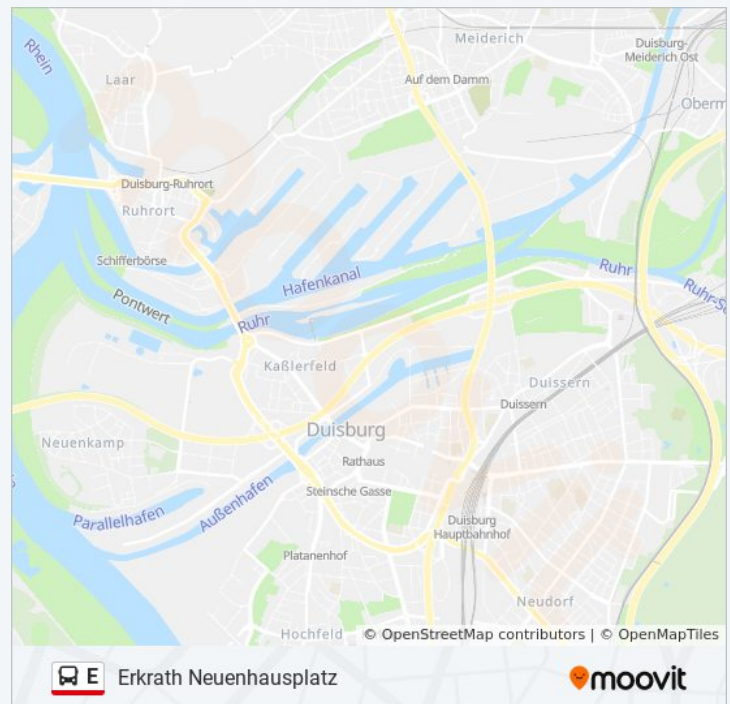 Meiderich
Duisburg-
Meiderich Ost
Rhein
Laar
Auf dem Damm
Oberm
Duisburg-Ruhrort
Ruhrort
Schifferbörse
Hafenkanal
Ruhr
Pontwert
Ruhr
Kaßlerfeld
Duissern
Duissern
Duisburg
Neuenkamp
Rathaus
Steinsche Gasse
Außenhafen
Parallelhafen
Duisburg
Hauptbahnhof
Platanenhof
Neudorf
Hochfeld
© OpenStreetMap contributors | © OpenMapTiles
E Erkrath Neuenhausplatz
moovit